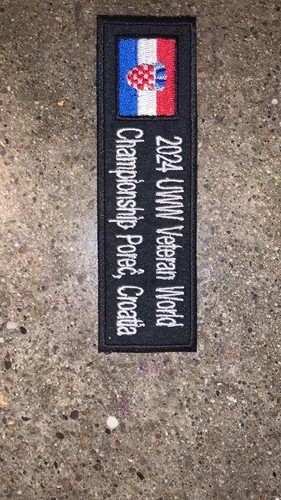 2024 UWW Veteran World
Championship Poreč, Croatia